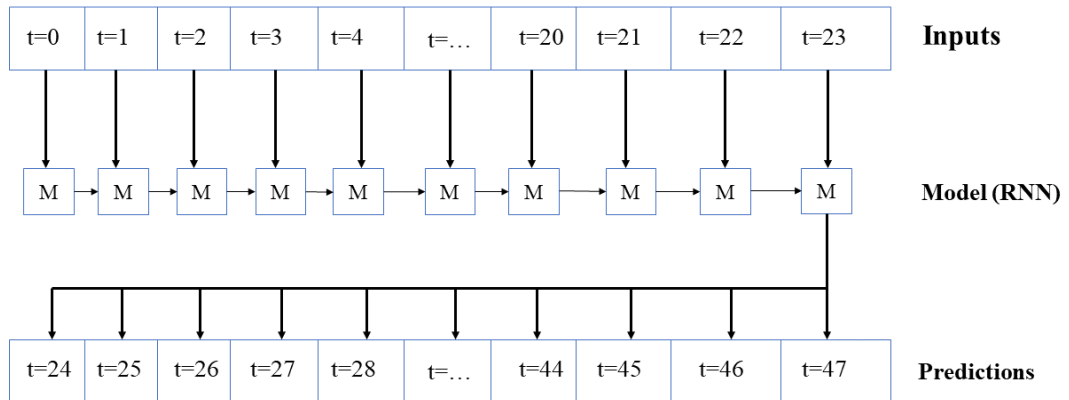 t=0 t=1 t=2 t=3 t=4 t=… t=20 t=21 t=22 t=23 Inputs
M M M M M M M M M M Model (RNN)
t=24 t=25 t=26 t=27 t=28 t=… t=44 t=45 t=46 t=47 Predictions